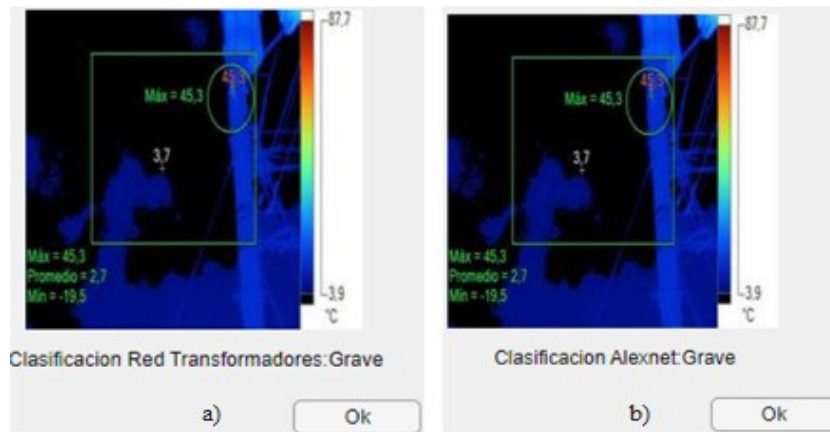 87,7
45,3
Máx = 45,3
3,7
Máx = 45,3
Promedio = 2,7
Mín = -19,5
3,9
°C
Clasificacion Red Transformadores:Grave
a)
Ok
87,7
45,3
Máx = 45,3
3,7
Máx = 45,3
Promedio = 2,7
Mín = -19,5
3,9
°C
Clasificacion Alexnet:Grave
b)
Ok